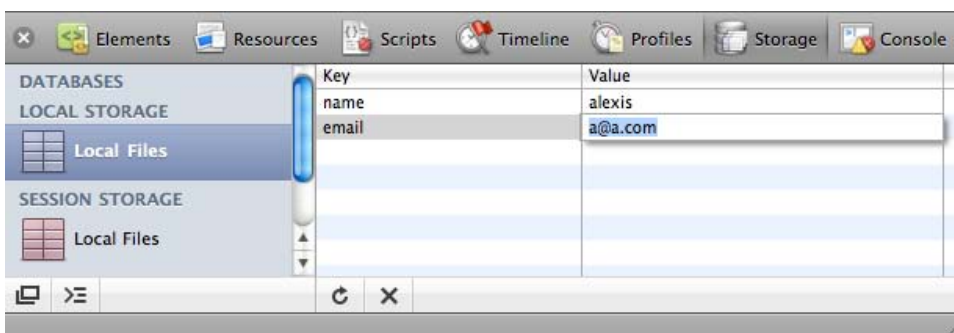 Elements Resources Scripts Timeline Profiles Storage Console
DATABASES
LOCAL STORAGE
Local Files
SESSION STORAGE
Local Files
Key Value
name alexis
email a@a.com